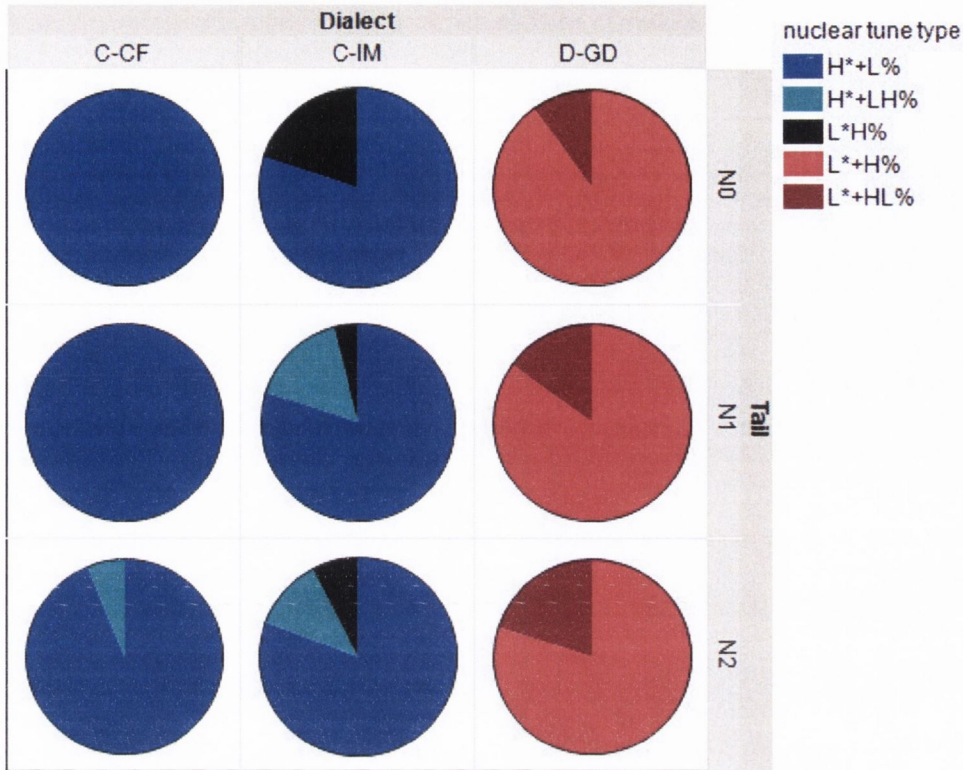 Dialect
C-CF C-IM D-GD
nuclear tune type
H*+L%
H*+LH%
L*H%
L*+H%
L*+HL%
N0
N1
N2
Tail